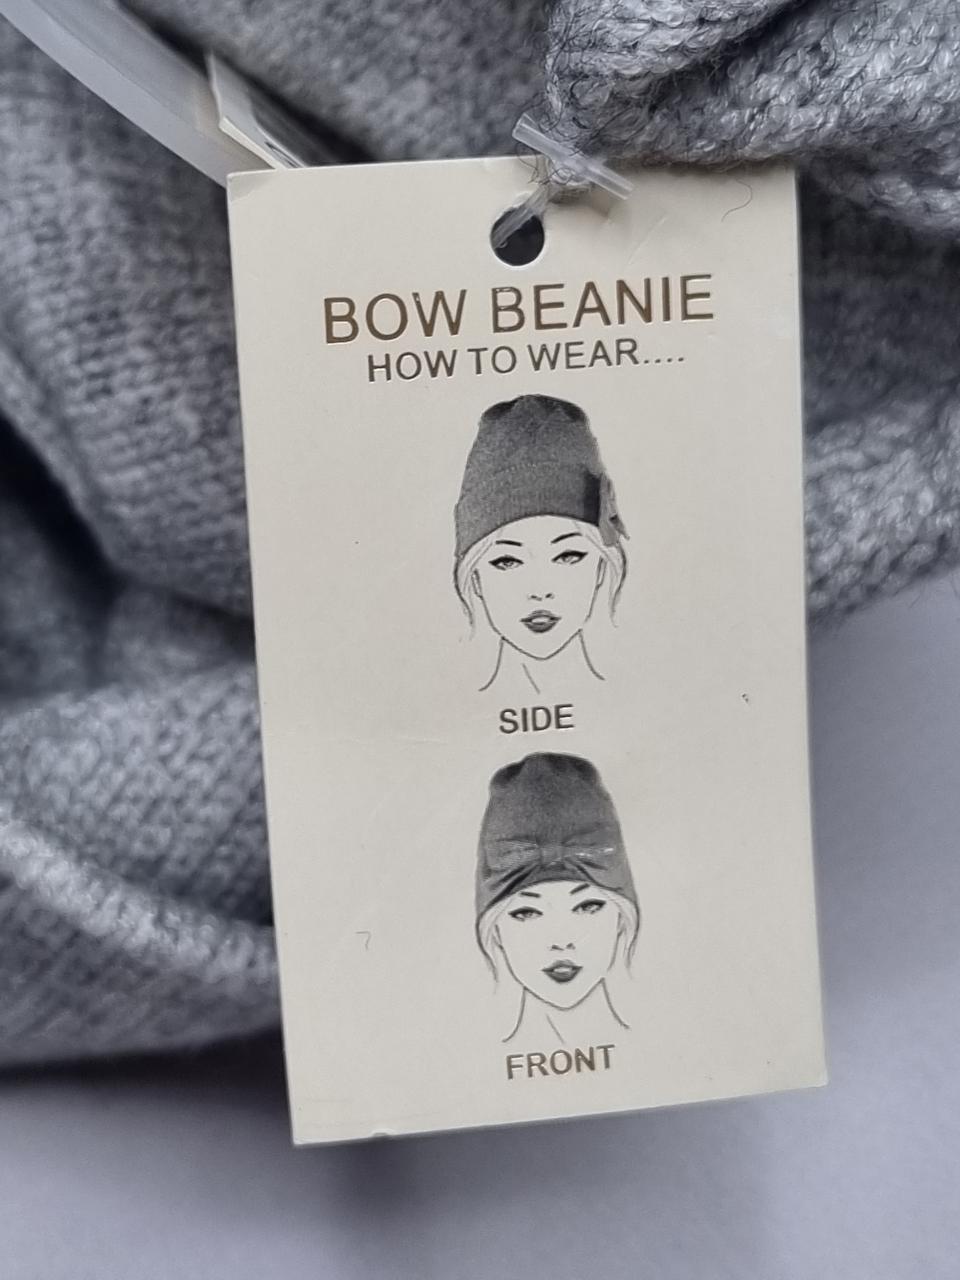 BOW BEANIE
HOW TO WEAR....
SIDE
FRONT